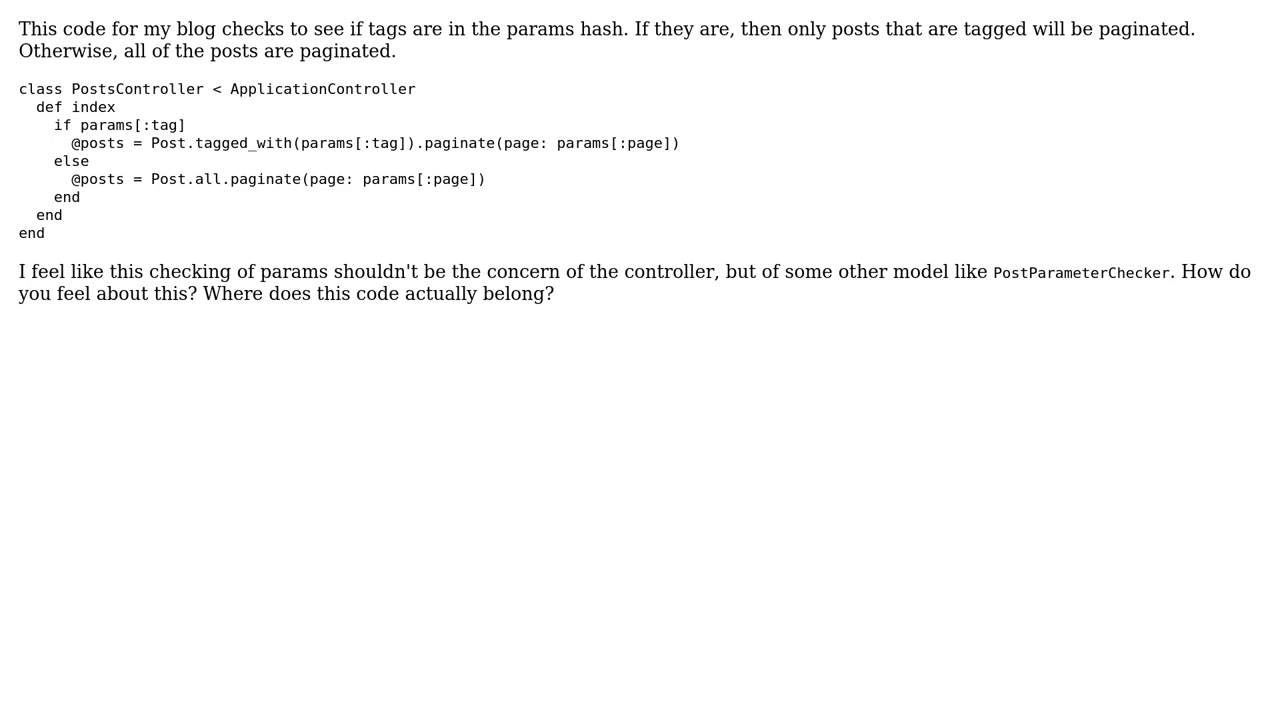 This code for my blog checks to see if tags are in the params hash. If they are, then only posts that are tagged will be paginated.
Otherwise, all of the posts are paginated.
class PostsController < ApplicationController
  def index
    if params[:tag]
      @posts = Post.tagged_with(params[:tag]).paginate(page: params[:page])
    else
      @posts = Post.all.paginate(page: params[:page])
    end
  end
end
I feel like this checking of params shouldn't be the concern of the controller, but of some other model like PostParameterChecker. How do
you feel about this? Where does this code actually belong?